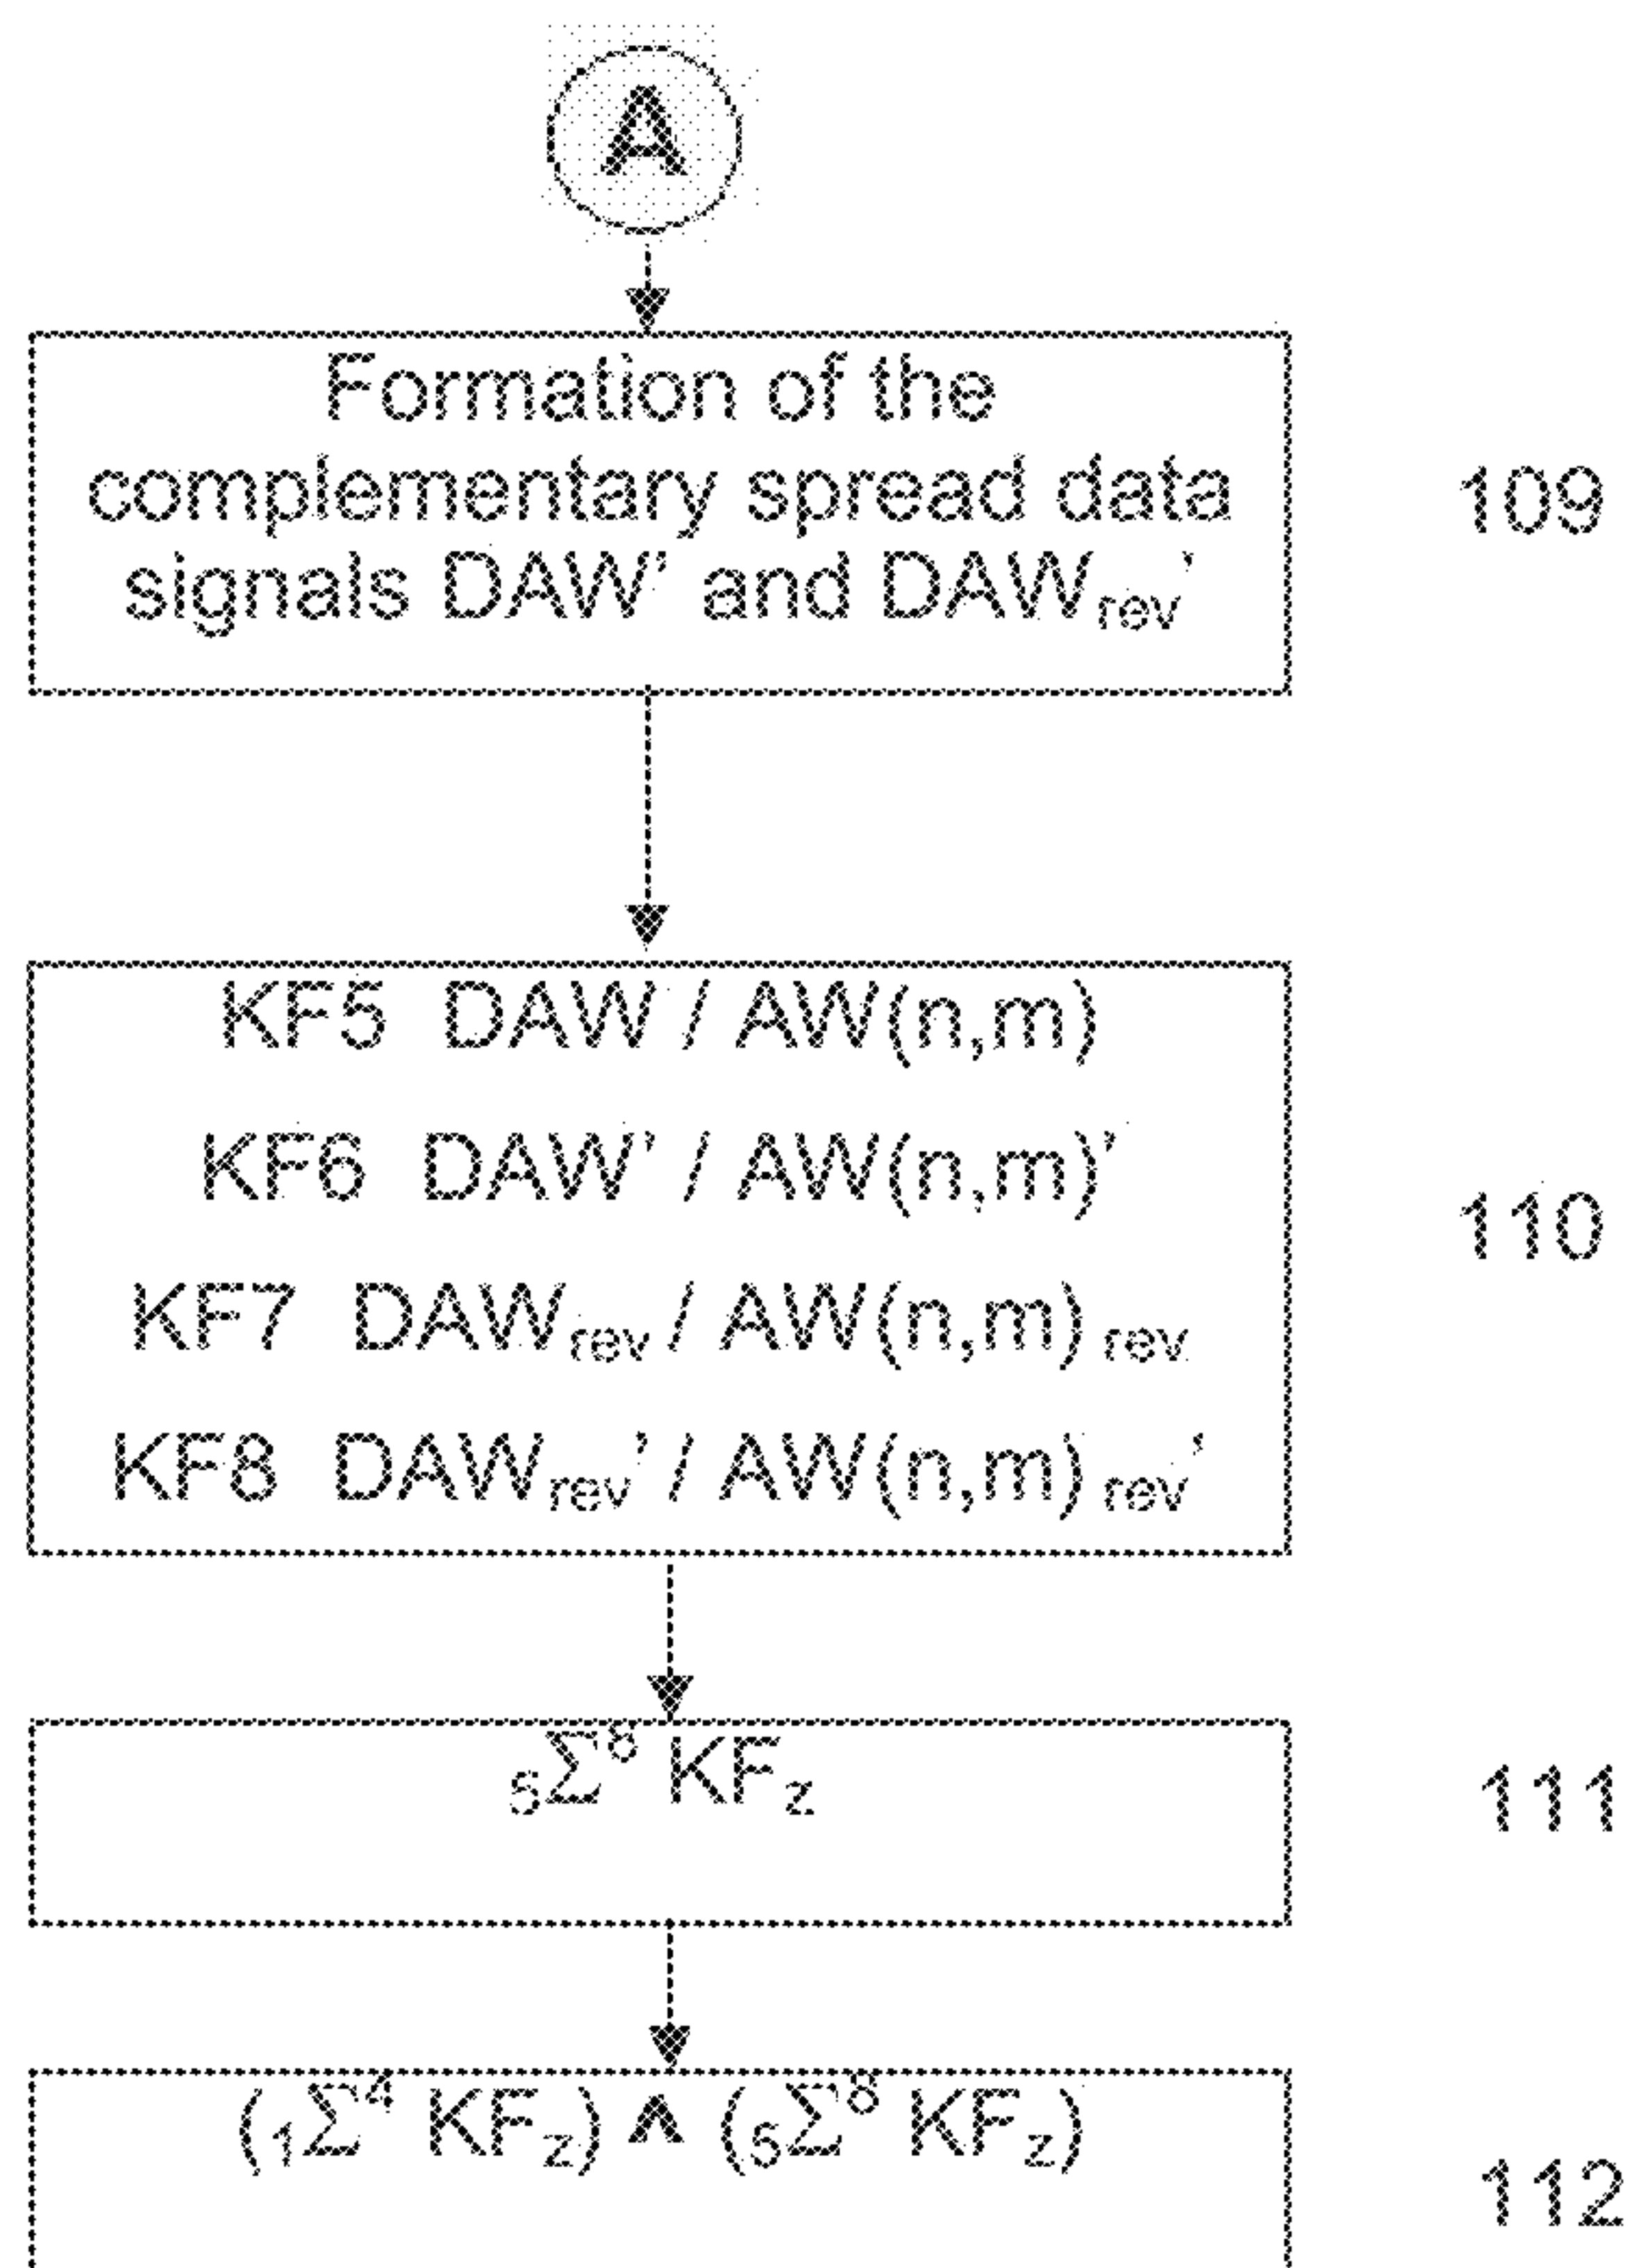 A
Formation of the
complementary spread data
signals DAW' and DAWrev'
109
KF5 DAW / AW(n,m)
KF6 DAW' / AW(n,m)'
KF7 DAWrev / AW(n,m) rev
KF8 DAWrev' / AW(n,m) rev'
110
5Σ8 KFz
111
(1Σ4 KFz) ∧ (5Σ8 KFz)
112